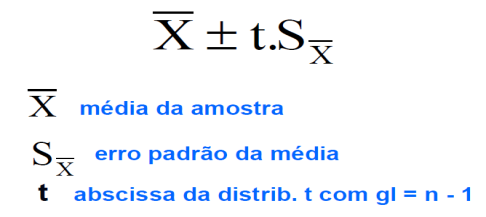 X̅ ± t.S_X̅
X̅ média da amostra
S_X̅ erro padrão da média
t abscissa da distrib. t com gl = n - 1